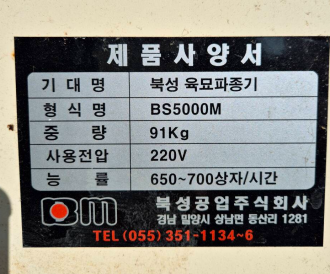 제품사양서
기대명 북성 육묘파종기
형식명 BS5000M
중량 91Kg
사용전압 220V
능률 650~700상자/시간
BM 북성공업주식회사
경남 밀양시 상남면 동산리 1281
TEL (055) 351-1134~6